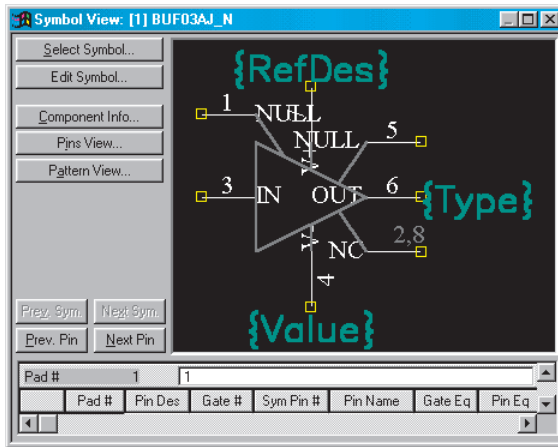 Symbol View: [1] BUF03AJ_N
Select Symbol...
Edit Symbol...
Component Info...
Pins View...
Pattern View...
Prev. Sym.
Next Sym.
Prev. Pin
Next Pin
{RefDes}
1
NULL
NULL
5
3
IN
OUT
6
{Type}
2,8
NC
4
{Value}
Pad # 1 1
Pad # Pin Des Gate # Sym Pin # Pin Name Gate Eq Pin Eq